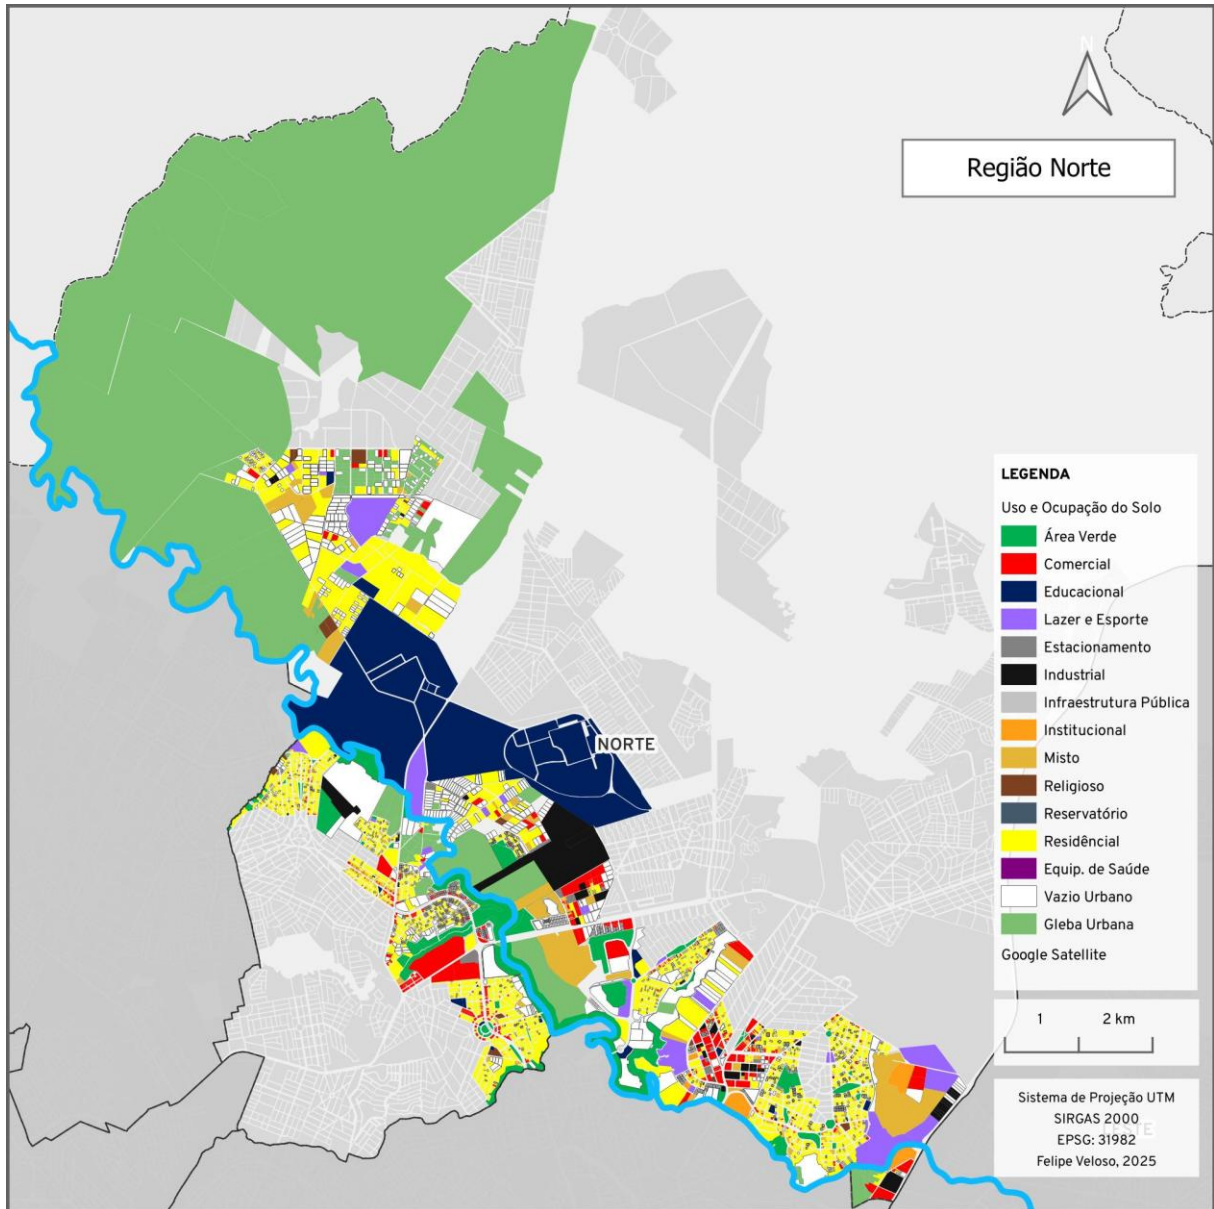 N
Região Norte
LEGENDA
Uso e Ocupação do Solo
Área Verde
Comercial
Educacional
Lazer e Esporte
Estacionamento
Industrial
Infraestrutura Pública
Institucional
Misto
Religioso
Reservatório
Residêncial
Equip. de Saúde
Vazio Urbano
Gleba Urbana
Google Satellite
NORTE
1 2 km
Sistema de Projeção UTM
SIRGAS 2000
EPSG: 31982
LESTE
Felipe Veloso, 2025